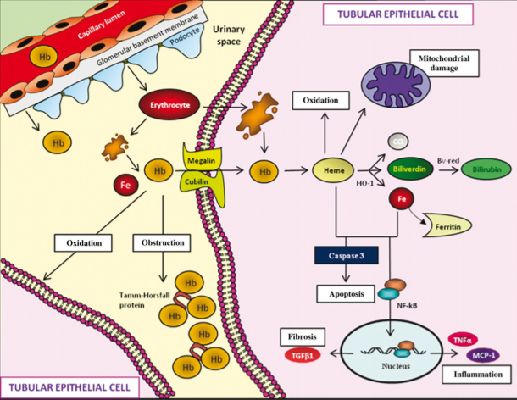 TUBULAR EPITHELIAL CELL
Urinary
space
Capillary lumen
Glomerular basement membrane
Podocyte
Hb
Hb
Erythrocyte
Mitochondrial
damage
Oxidation
Megalin
Cubilin
Fe
Hb
Hb
Heme
CO
Biliverdin
Bv-red
Bilirubin
HO-1
Fe
Ferritin
Oxidation
Obstruction
Caspase 3
Apoptosis
NF-kB
Tamm-Horsfall
protein
Hb
Hb
Hb
Hb
Hb
Hb
Hb
Hb
Fibrosis
TGFβ1
Nucleus
TNFα
MCP-1
Inflammation
TUBULAR EPITHELIAL CELL